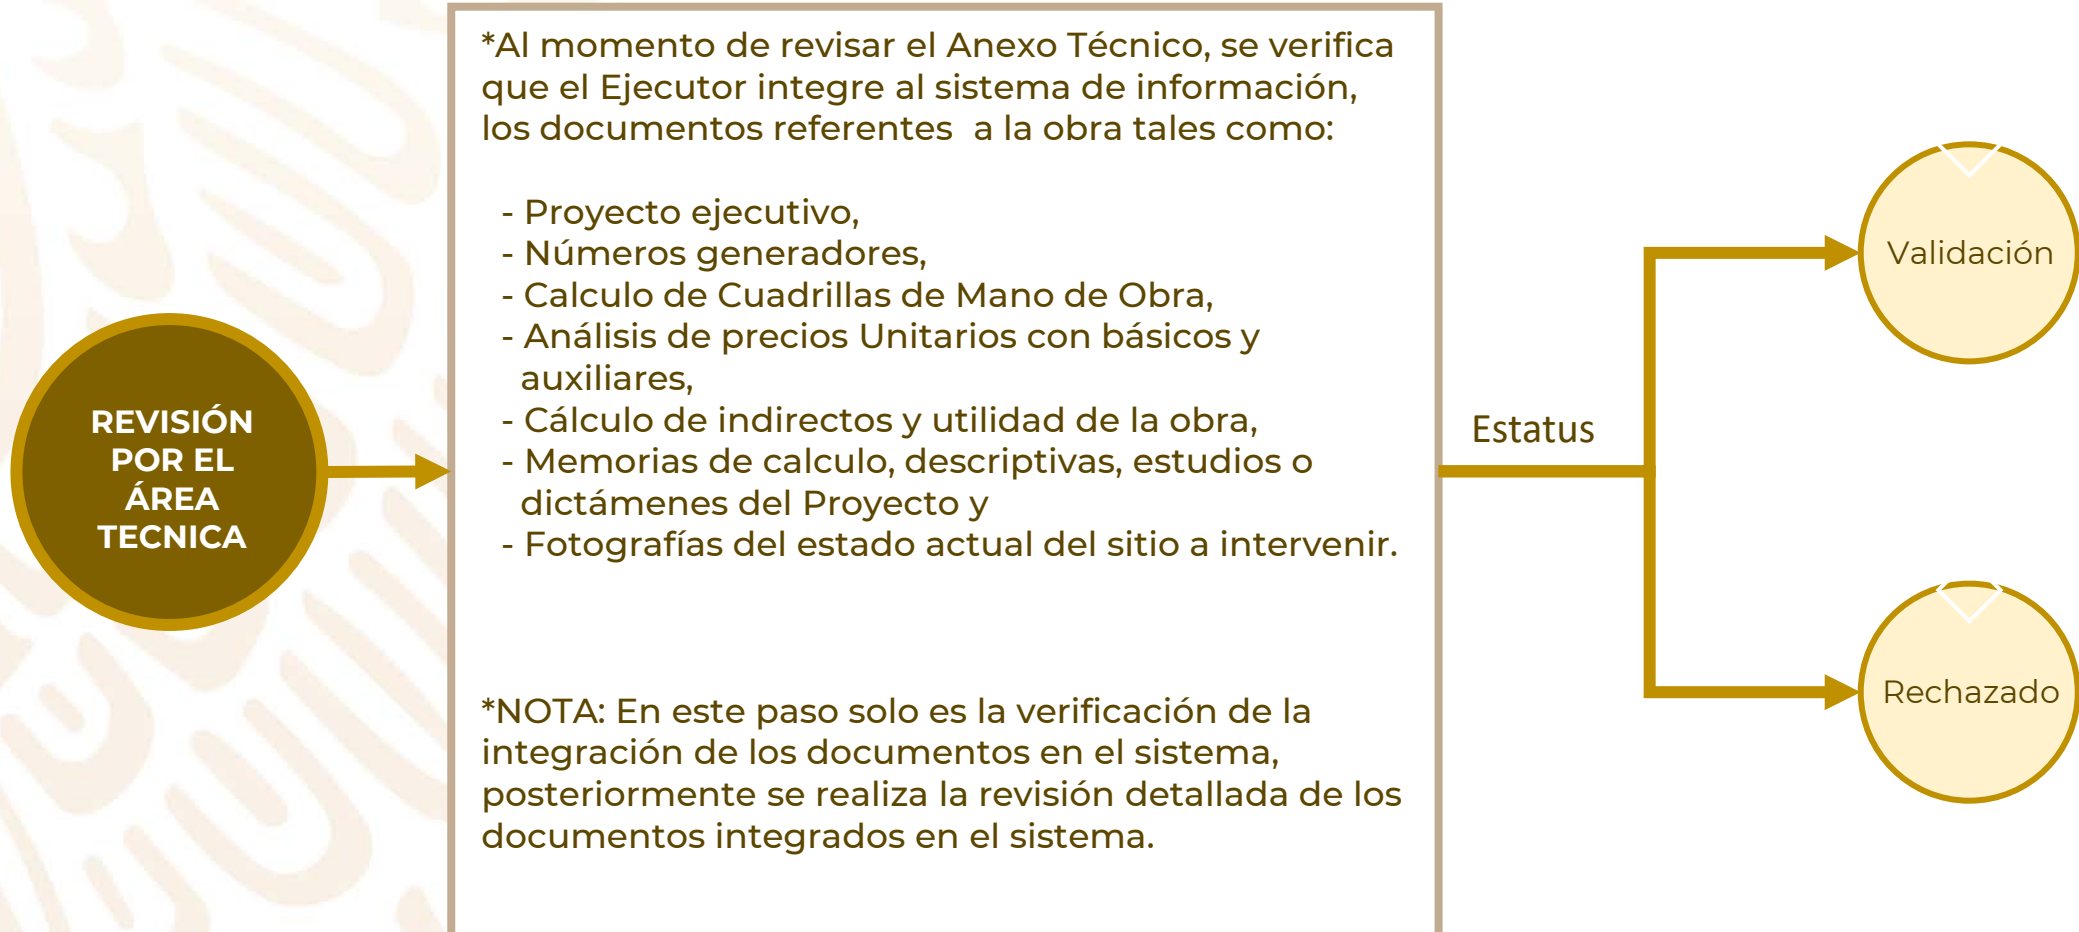 REVISIÓN
POR EL
ÁREA
TECNICA
*Al momento de revisar el Anexo Técnico, se verifica
que el Ejecutor integre al sistema de información,
los documentos referentes  a la obra tales como:
- Proyecto ejecutivo,
- Números generadores,
- Calculo de Cuadrillas de Mano de Obra,
- Análisis de precios Unitarios con básicos y
auxiliares,
- Cálculo de indirectos y utilidad de la obra,
- Memorias de calculo, descriptivas, estudios o
dictámenes del Proyecto y
- Fotografías del estado actual del sitio a intervenir.
*NOTA: En este paso solo es la verificación de la
integración de los documentos en el sistema,
posteriormente se realiza la revisión detallada de los
documentos integrados en el sistema.
Estatus
Validación
Rechazado